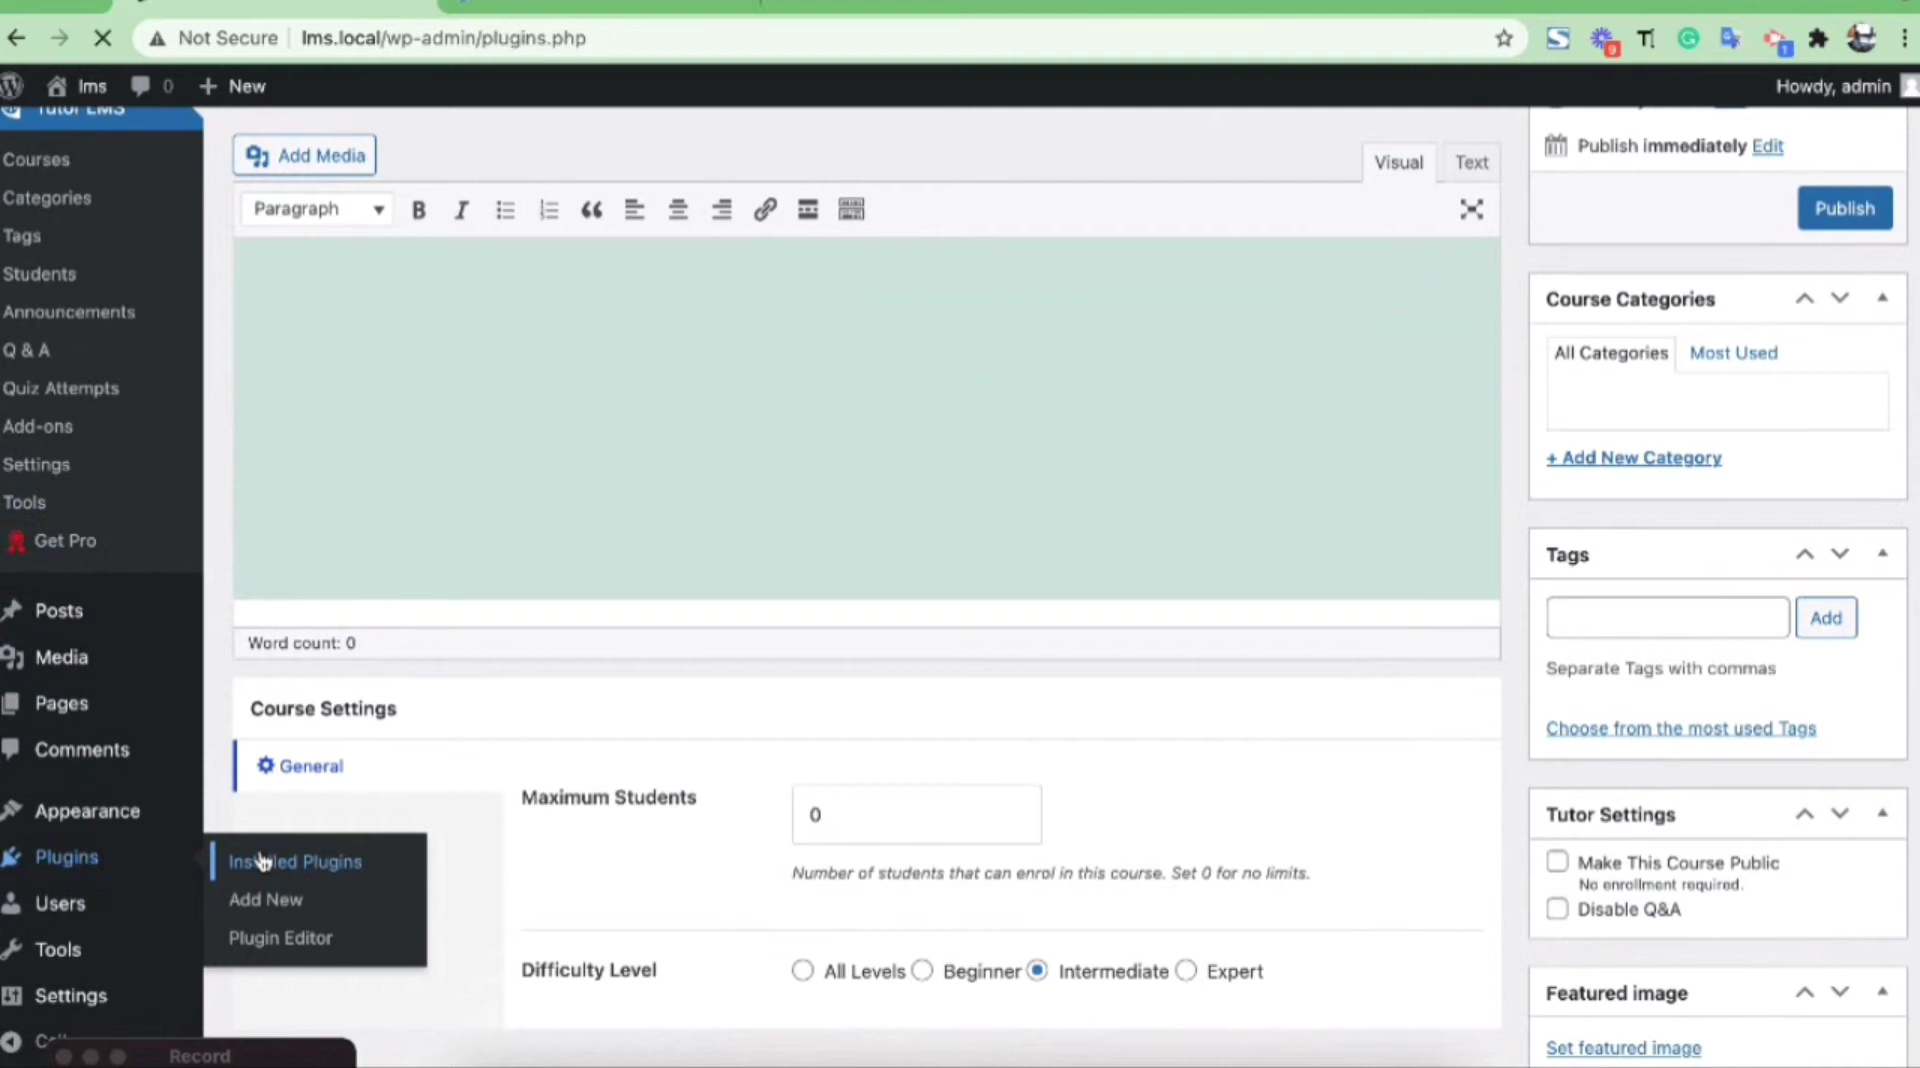 Not Secure lms.local/wp-admin/plugins.php
9
1
lms 0 New
Howdy, admin
Tutor LMS
Courses
Categories
Tags
Students
Announcements
Q & A
Quiz Attempts
Add-ons
Settings
Tools
Get Pro
Posts
Media
Pages
Comments
Appearance
Plugins
Users
Tools
Settings
Installed Plugins
Add New
Plugin Editor
Record
Add Media
Visual Text
Paragraph
Word count: 0
Course Settings
General
Maximum Students
0
Number of students that can enrol in this course. Set 0 for no limits.
Difficulty Level
All Levels Beginner Intermediate Expert
Publish immediately Edit
Publish
Course Categories
All Categories Most Used
+ Add New Category
Tags
Add
Separate Tags with commas
Choose from the most used Tags
Tutor Settings
Make This Course Public
No enrollment required.
Disable Q&A
Featured image
Set featured image